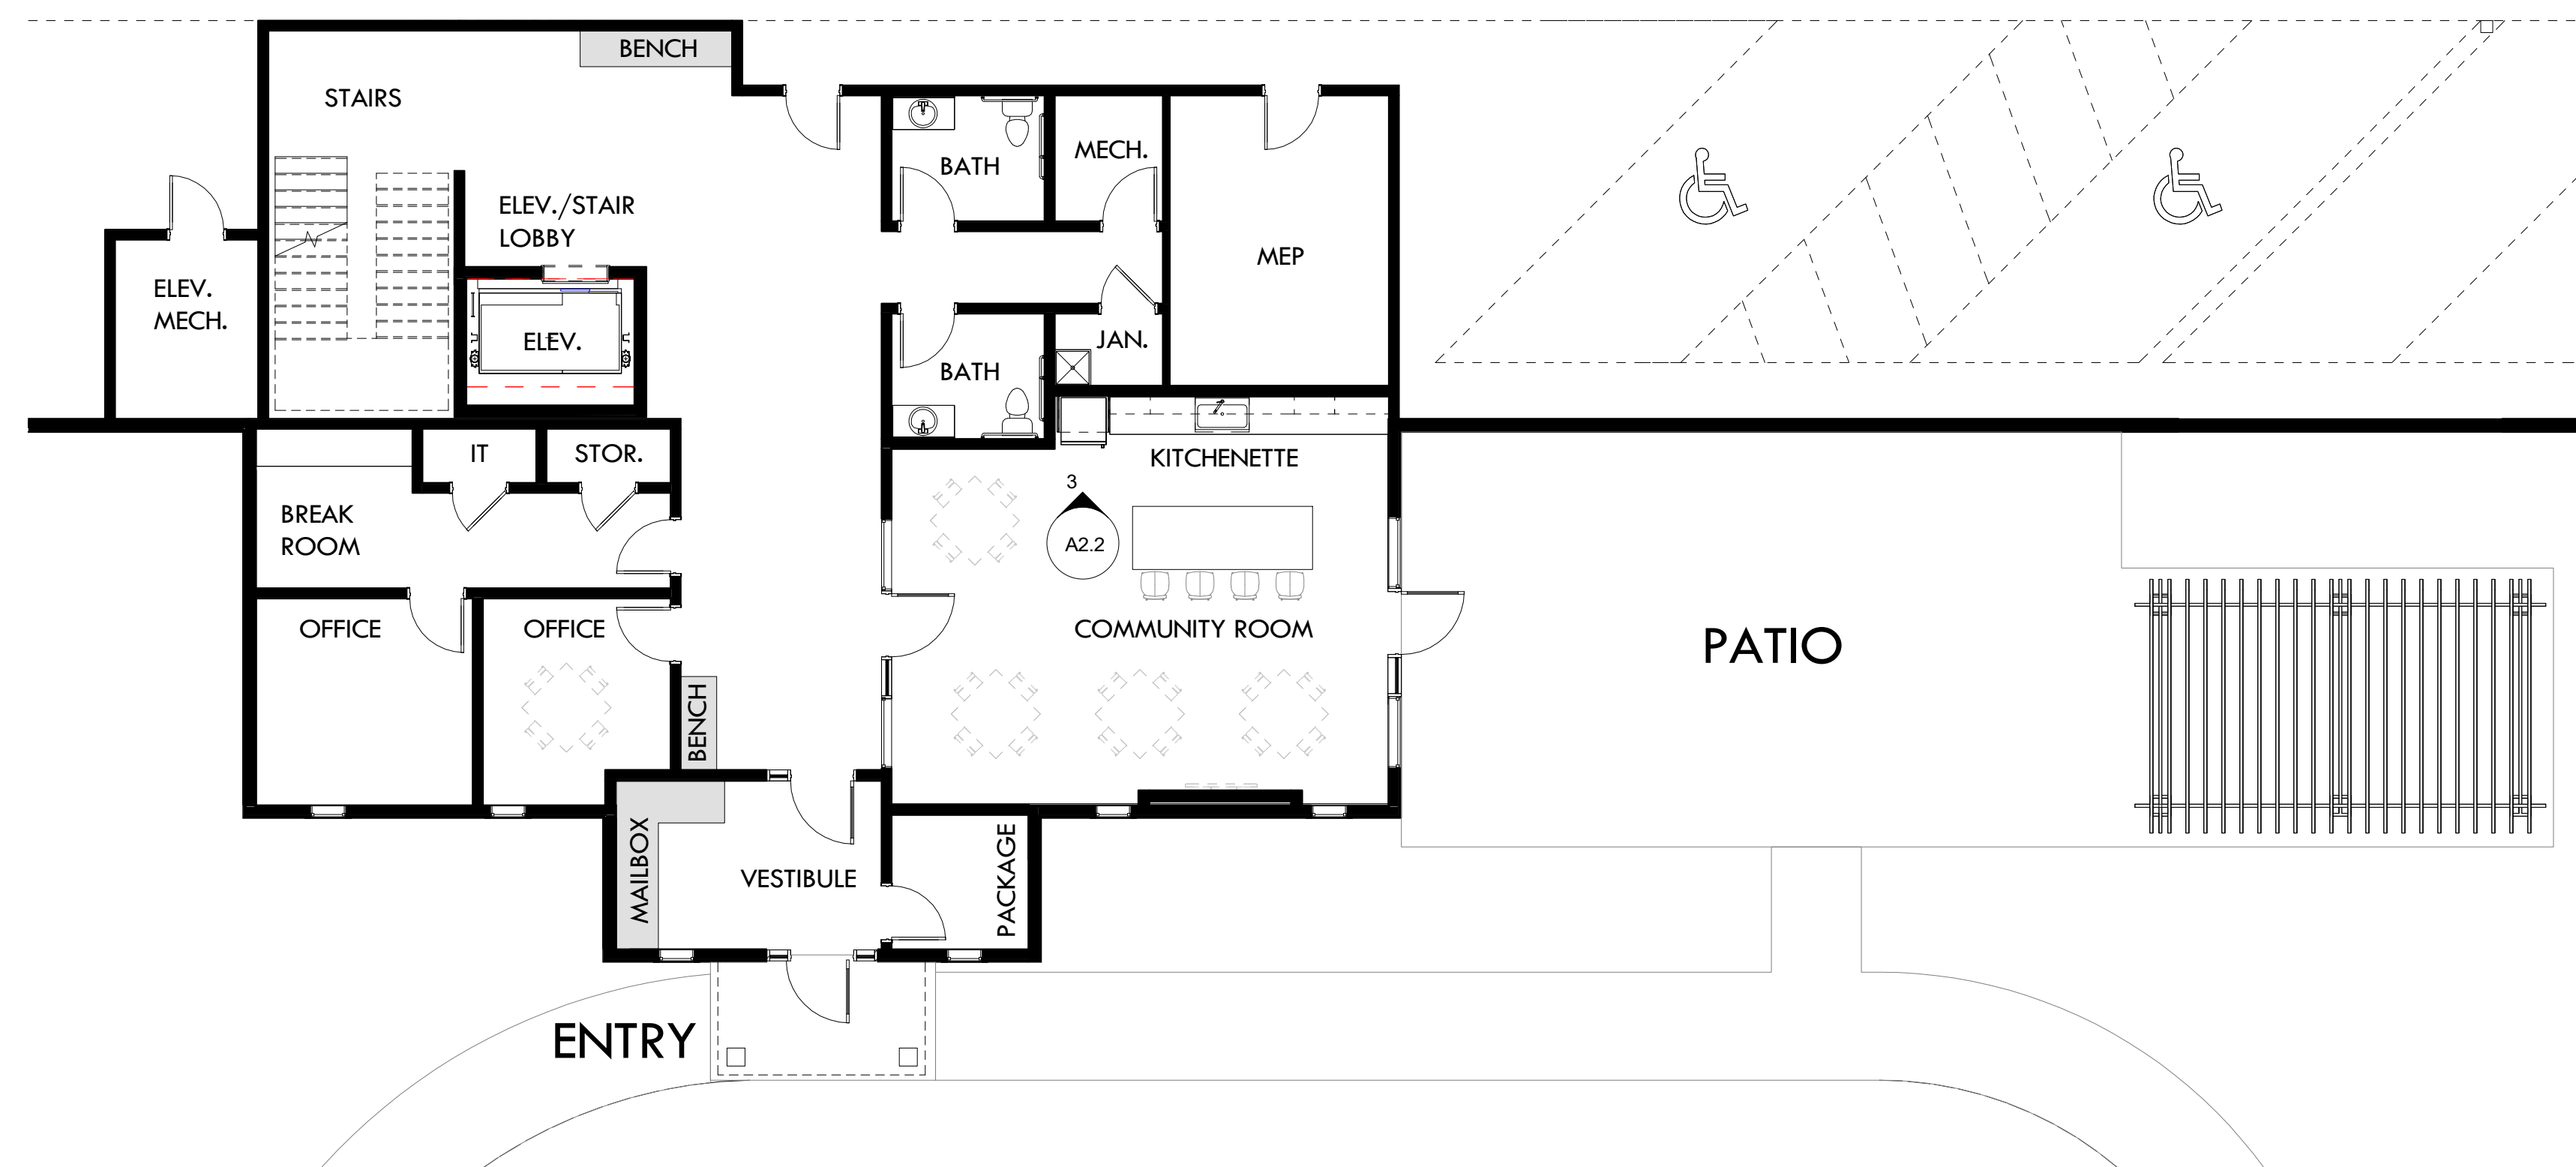 BENCH
STAIRS
MECH.
BATH
ELEV./STAIR
LOBBY
MEP
ELEV.
MECH.
ELEV.
JAN.
BATH
IT
STOR.
KITCHENETTE
3
A2.2
BREAK
ROOM
OFFICE
OFFICE
COMMUNITY ROOM
PATIO
BENCH
MAILBOX
VESTIBULE
PACKAGE
ENTRY